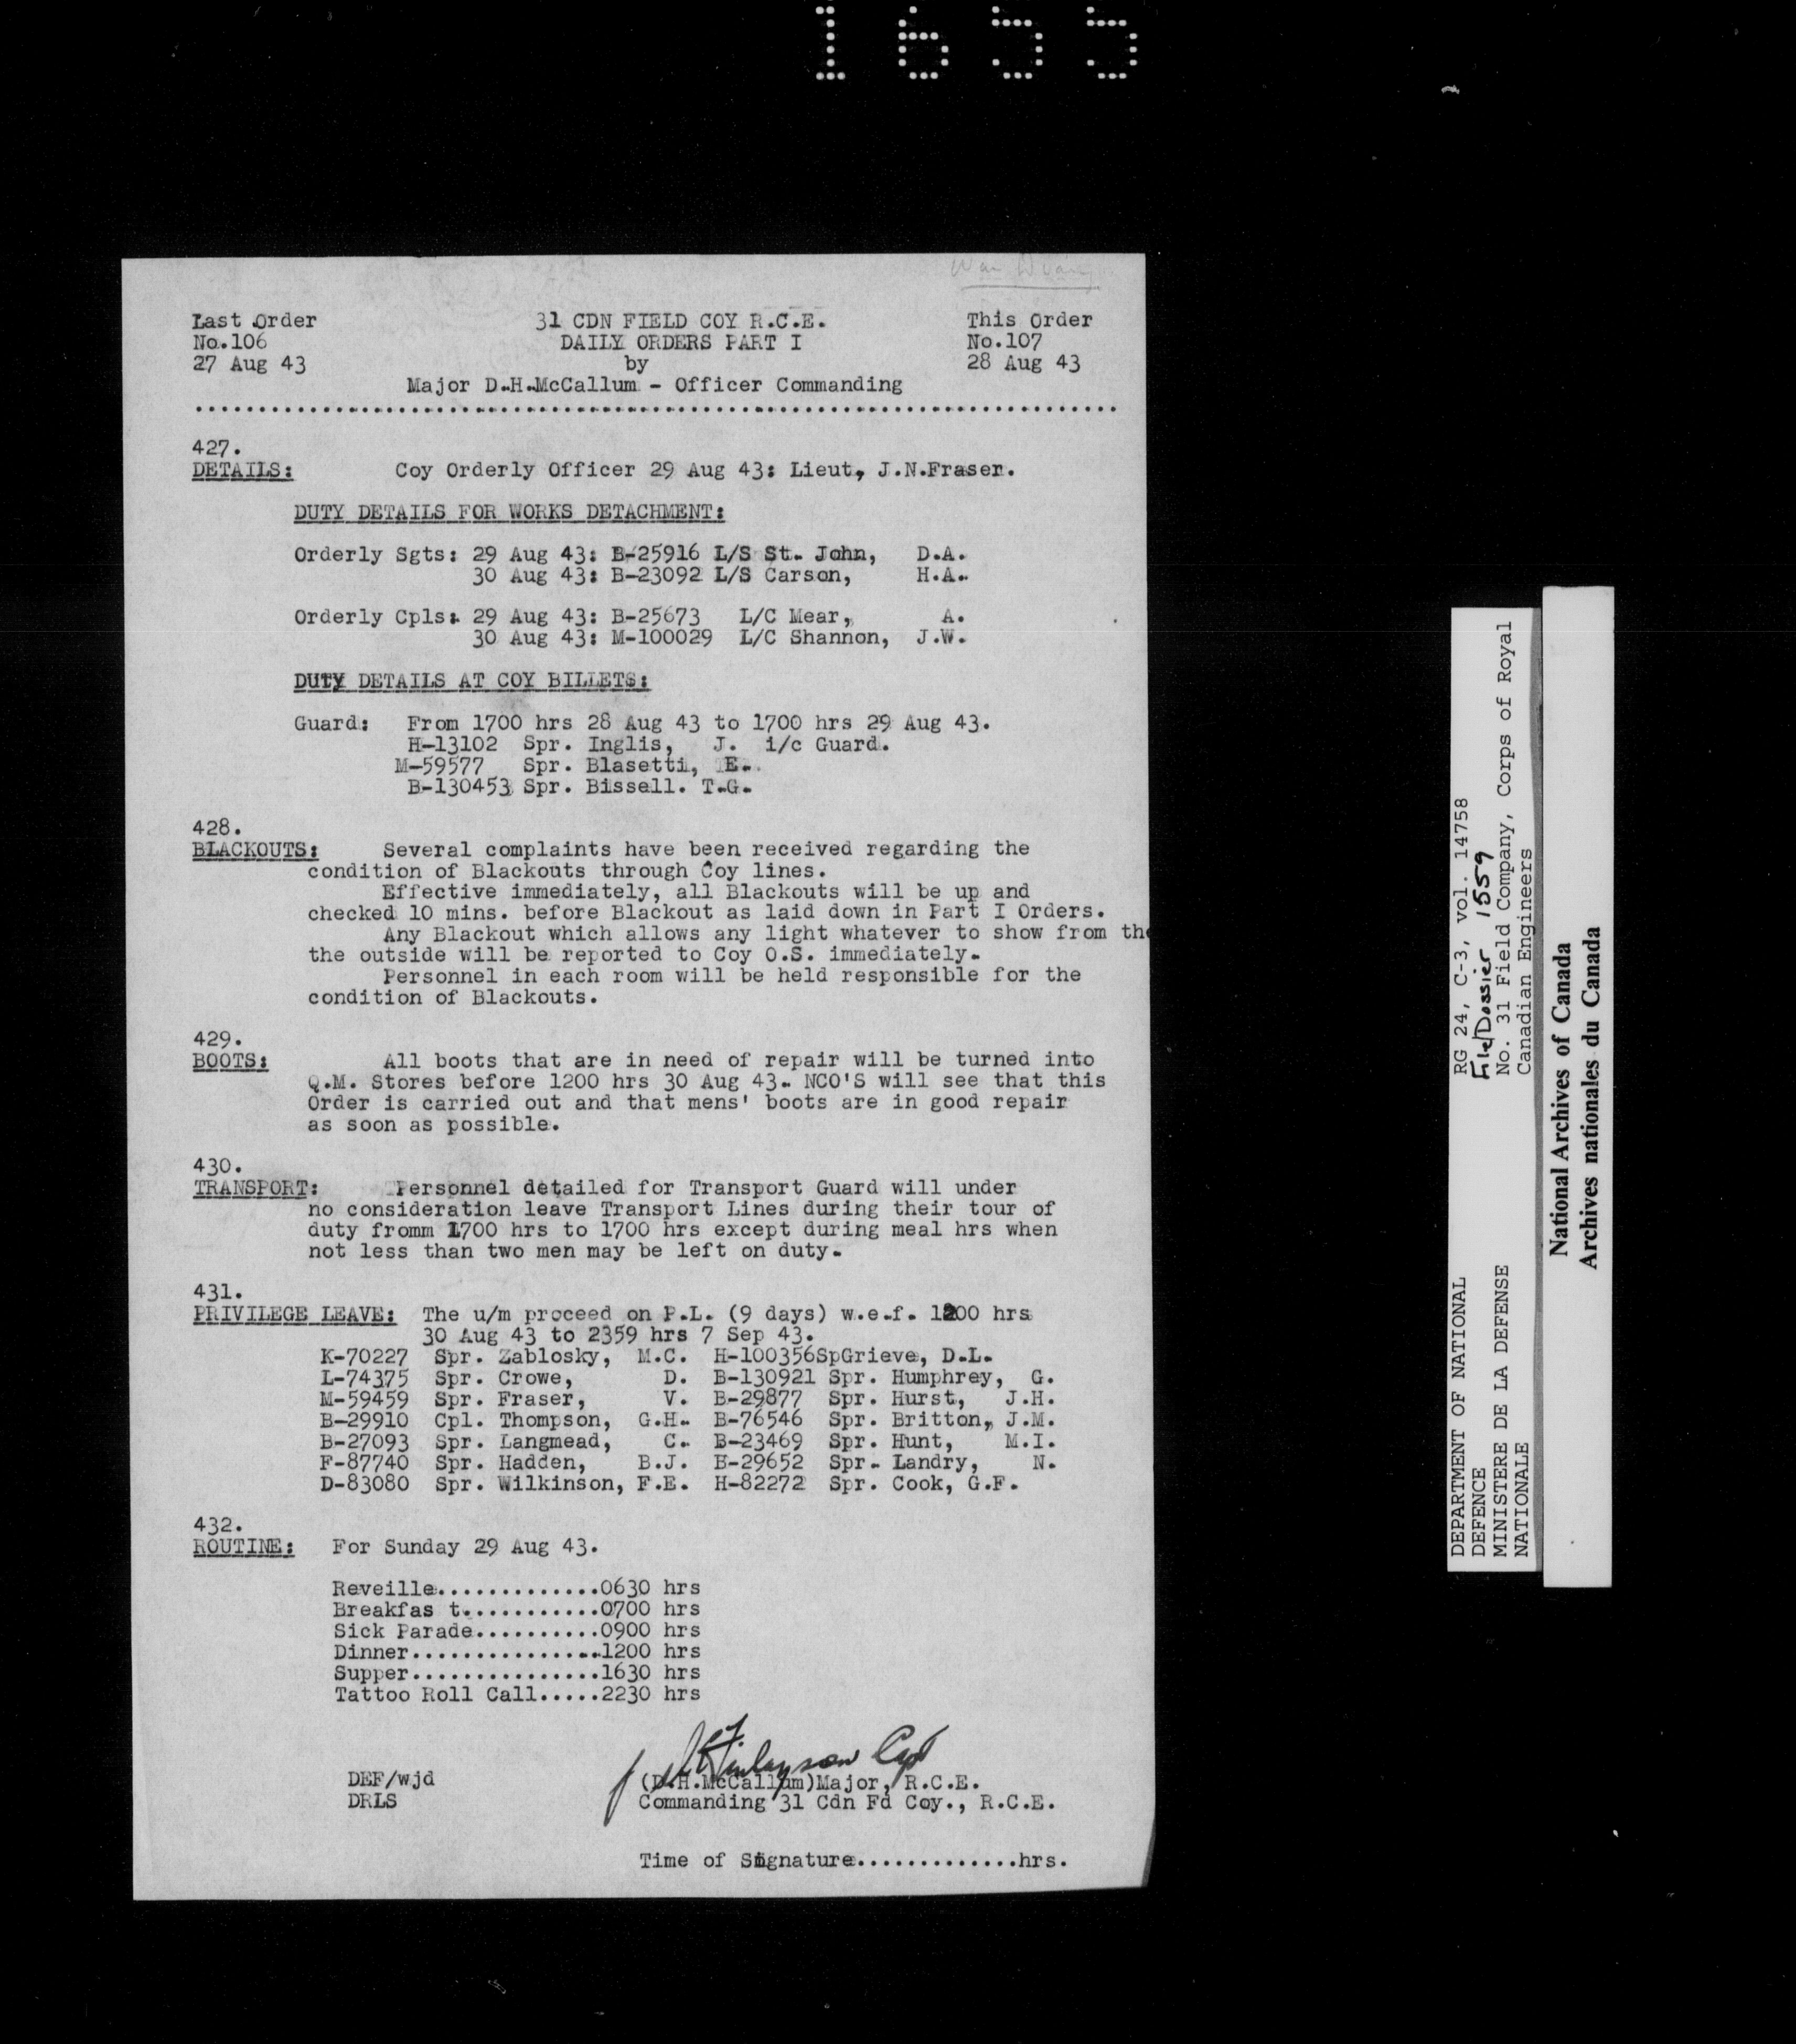 1655
War Diary
Last Order 31 CDN FIELD COY R.C.E. This Order
No.106 DAILY ORDERS PART I No.107
27 Aug 43 by 28 Aug 43
Major D.H.McCallum - Officer Commanding
427.
DETAILS: Coy Orderly Officer 29 Aug 43: Lieut, J.N.Fraser.
DUTY DETAILS FOR WORKS DETACHMENT:
Orderly Sgts: 29 Aug 43: B-25916 L/S St. John, D.A.
30 Aug 43: B-23092 L/S Carson, H.A.
Orderly Cpls: 29 Aug 43: B-25673 L/C Mear, A.
30 Aug 43: M-100029 L/C Shannon, J.W.
DUTY DETAILS AT COY BILLETS:
Guard: From 1700 hrs 28 Aug 43 to 1700 hrs 29 Aug 43.
H-13102 Spr. Inglis, J. i/c Guard.
M-59577 Spr. Blasetti, E.
B-130453 Spr. Bissell. T.G.
428.
BLACKOUTS: Several complaints have been received regarding the
condition of Blackouts through Coy lines.
Effective immediately, all Blackouts will be up and
checked 10 mins. before Blackout as laid down in Part I Orders.
Any Blackout which allows any light whatever to show from the
the outside will be reported to Coy O.S. immediately.
Personnel in each room will be held responsible for the
condition of Blackouts.
429.
BOOTS: All boots that are in need of repair will be turned into
Q.M. Stores before 1200 hrs 30 Aug 43. NCO'S will see that this
Order is carried out and that mens' boots are in good repair
as soon as possible.
430.
TRANSPORT: Personnel detailed for Transport Guard will under
no consideration leave Transport Lines during their tour of
duty fromm 1700 hrs to 1700 hrs except during meal hrs when
not less than two men may be left on duty.
431.
PRIVILEGE LEAVE: The u/m proceed on P.L. (9 days) w.e.f. 1200 hrs
30 Aug 43 to 2359 hrs 7 Sep 43.
K-70227 Spr. Zablosky, M.C. H-100356SpGrieve, D.L.
L-74375 Spr. Crowe, D. B-130921 Spr. Humphrey, G.
M-59459 Spr. Fraser, V. B-29877 Spr. Hurst, J.H.
B-29910 Cpl. Thompson, G.H. B-76546 Spr. Britton, J.M.
B-27093 Spr. Langmead, C. B-23469 Spr. Hunt, M.I.
F-87740 Spr. Hadden, B.J. E-29652 Spr. Landry, N.
D-83080 Spr. Wilkinson, F.E. H-82272 Spr. Cook, G.F.
432.
ROUTINE: For Sunday 29 Aug 43.
Reveille.............0630 hrs
Breakfas t...........0700 hrs
Sick Parade..........0900 hrs
Dinner...............1200 hrs
Supper...............1630 hrs
Tattoo Roll Call.....2230 hrs
Finlayson Capt
DEF/wjd (D.H.McCallum)Major, R.C.E.
DRLS Commanding 31 Cdn Fd Coy., R.C.E.
Time of Signature.............hrs.
DEPARTMENT OF NATIONAL
DEFENCE
MINISTERE DE LA DEFENSE
NATIONALE
RG 24, C-3, vol. 14758
File/Dossier 1559
No. 31 Field Company, Corps of Royal
Canadian Engineers
National Archives of Canada
Archives nationales du Canada